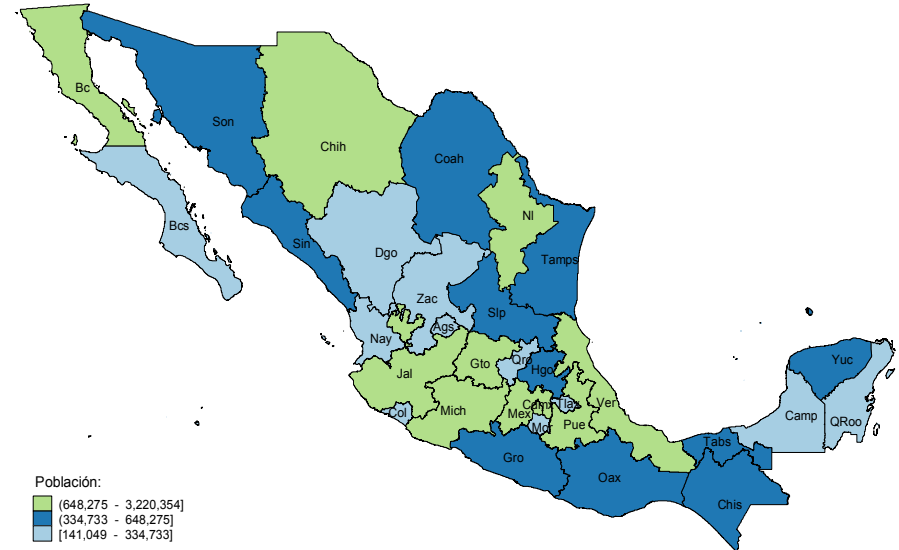 Bc
Son
Chih
Coah
Bcs
Sin
Nl
Dgo
Tamps
Zac
Slp
Ags
Nay
Qro
Yuc
Gto
Hgo
Jal
Col
Mich
Mex
Cam
Tlax
Ver
Camp
QRoo
Mo
Pue
Tabs
Gro
Oax
Chis
Población:
(648,275 - 3,220,354]
(334,733 - 648,275]
[141,049 - 334,733]